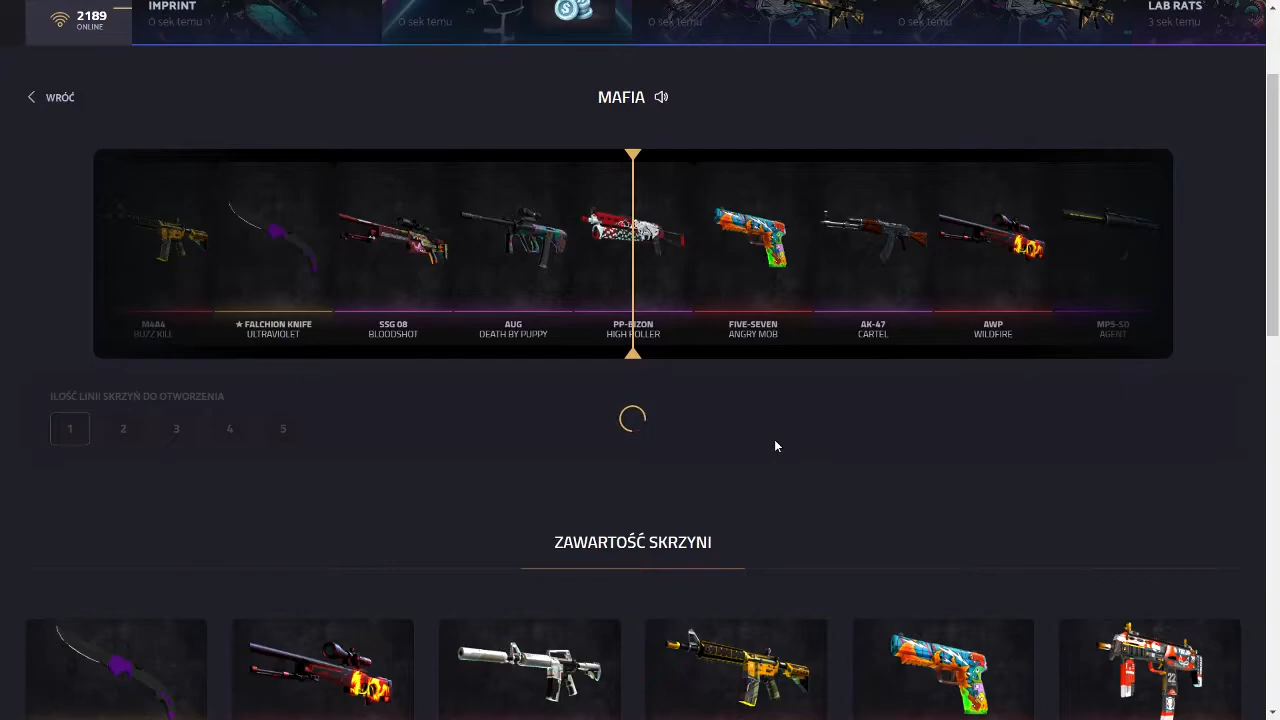 2189
ONLINE
IMPRINT
0 sek temu
0 sek temu
0 sek temu
0 sek temu
LAB RATS
3 sek temu
WRÓĆ
MAFIA
M4A4
BUZZ KILL
★ FALCHION KNIFE
ULTRAVIOLET
SSG 08
BLOODSHOT
AUG
DEATH BY PUPPY
PP-BIZON
HIGH ROLLER
FIVE-SEVEN
ANGRY MOB
AK-47
CARTEL
AWP
WILDFIRE
MP5-SD
AGENT
ILOŚĆ LINII SKRZYŃ DO OTWORZENIA
1 2 3 4 5
ZAWARTOŚĆ SKRZYNI
22